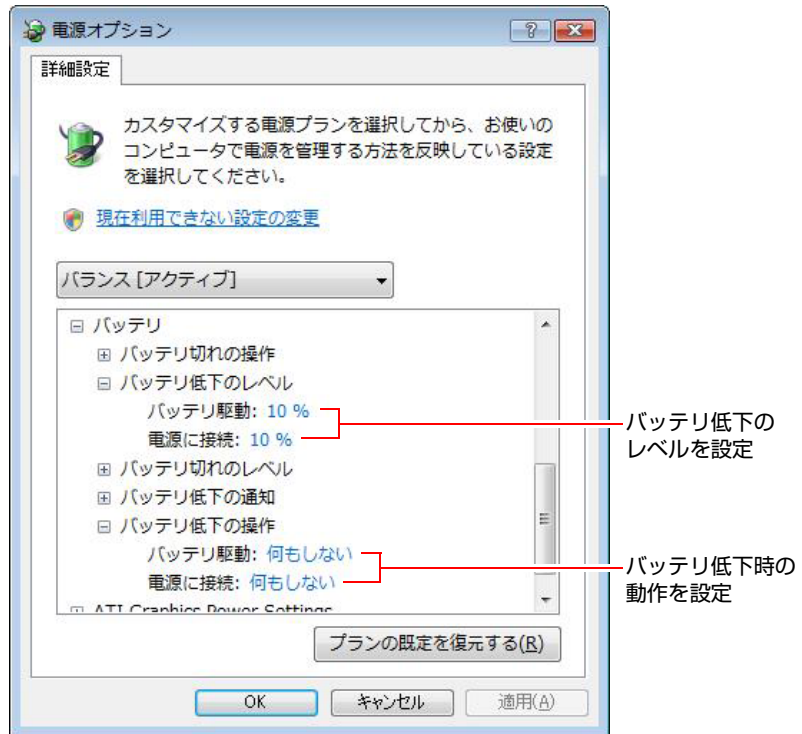 電源オプション
詳細設定
カスタマイズする電源プランを選択してから、お使いの
コンピュータで電源を管理する方法を反映している設定
を選択してください。
現在利用できない設定の変更
バランス [アクティブ]
バッテリ
バッテリ切れの操作
バッテリ低下のレベル
バッテリ駆動: 10 %
電源に接続: 10 %
バッテリ切れのレベル
バッテリ低下の通知
バッテリ低下の操作
バッテリ駆動: 何もしない
電源に接続: 何もしない
ATI Graphics Power Settings
プランの既定を復元する(R)
OK
キャンセル
適用(A)
バッテリ低下の
レベルを設定
バッテリ低下時の
動作を設定